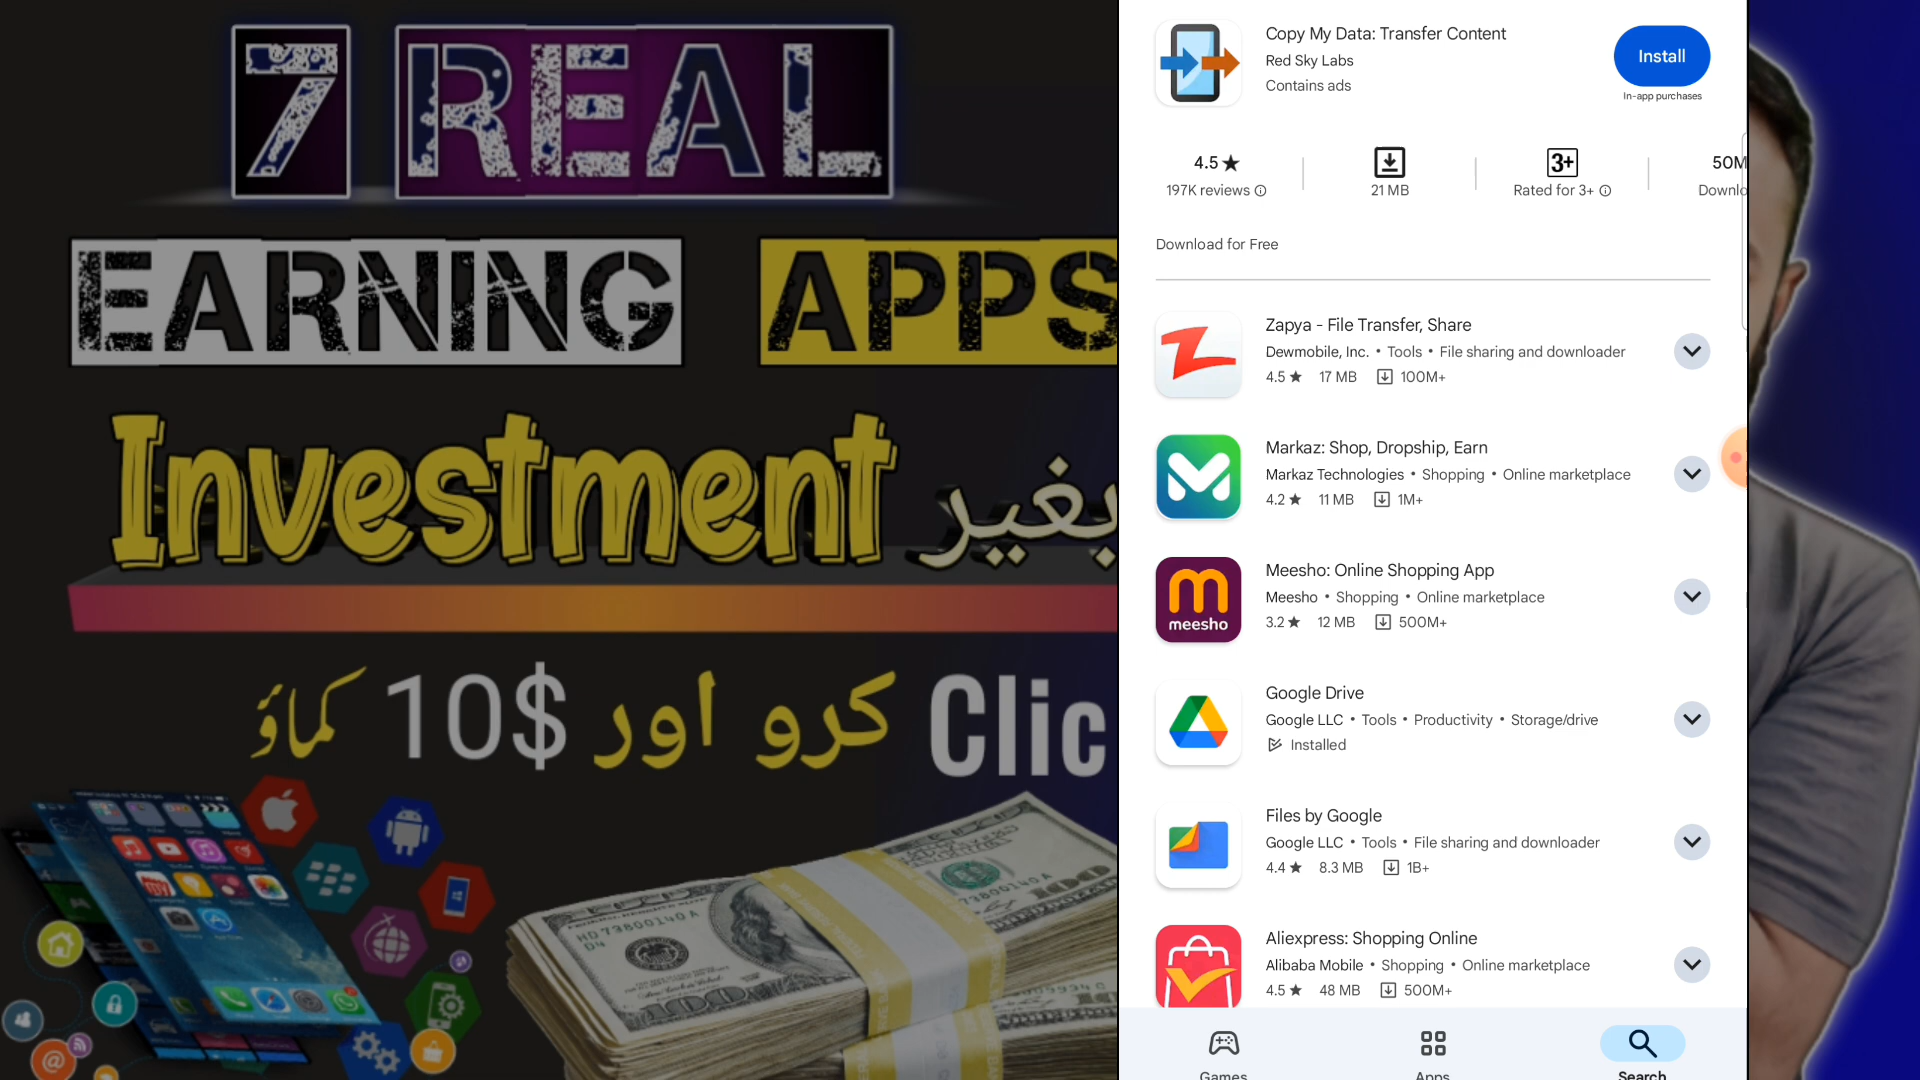 7 REAL
EARNING APPS
Investment بغیر
Clic کرو اور $10 کماؤ
Copy My Data: Transfer Content
Red Sky Labs
Contains ads
Install
In-app purchases
4.5★
197K reviews
21 MB
3+
Rated for 3+
50M
Downlo
Download for Free
Zapya - File Transfer, Share
Dewmobile, Inc. • Tools • File sharing and downloader
4.5 ★ 17 MB 100M+
Markaz: Shop, Dropship, Earn
Markaz Technologies • Shopping • Online marketplace
4.2 ★ 11 MB 1M+
meesho
Meesho: Online Shopping App
Meesho • Shopping • Online marketplace
3.2 ★ 12 MB 500M+
Google Drive
Google LLC • Tools • Productivity • Storage/drive
Installed
Files by Google
Google LLC • Tools • File sharing and downloader
4.4 ★ 8.3 MB 1B+
Aliexpress: Shopping Online
Alibaba Mobile • Shopping • Online marketplace
4.5 ★ 48 MB 500M+
Games
Apps
Search
HD73800140A
100